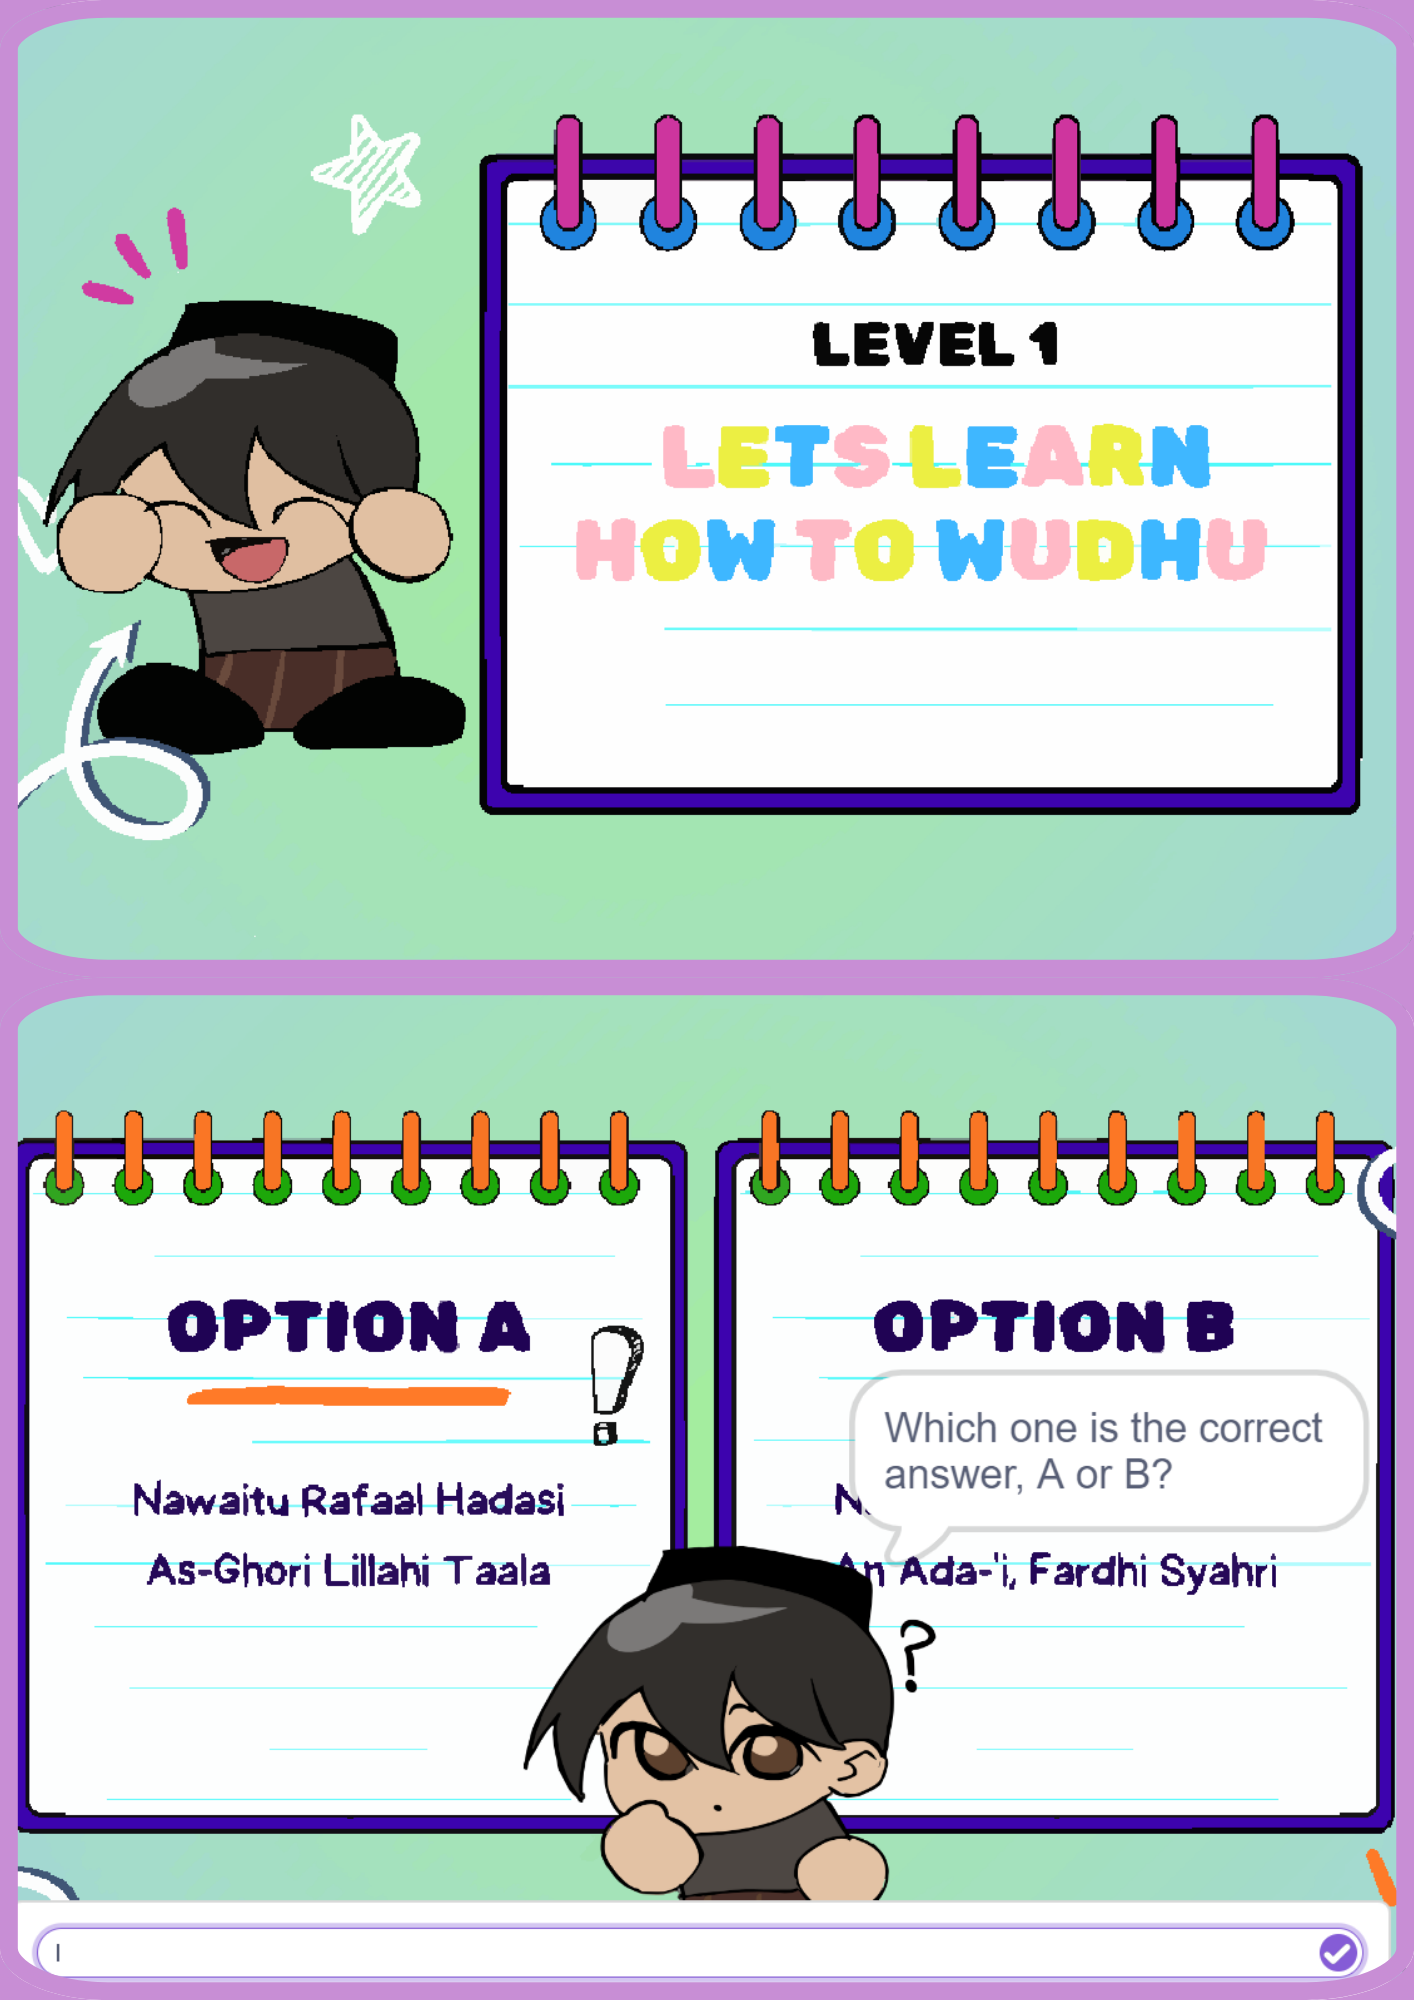 LEVEL 1
LETS LEARN
HOW TO WUDHU
OPTION A
Nawaitu Rafaal Hadasi
As-Ghori Lillahi Taala
OPTION B
An Ada-'i, Fardhi Syahri
Which one is the correct
answer, A or B?
?